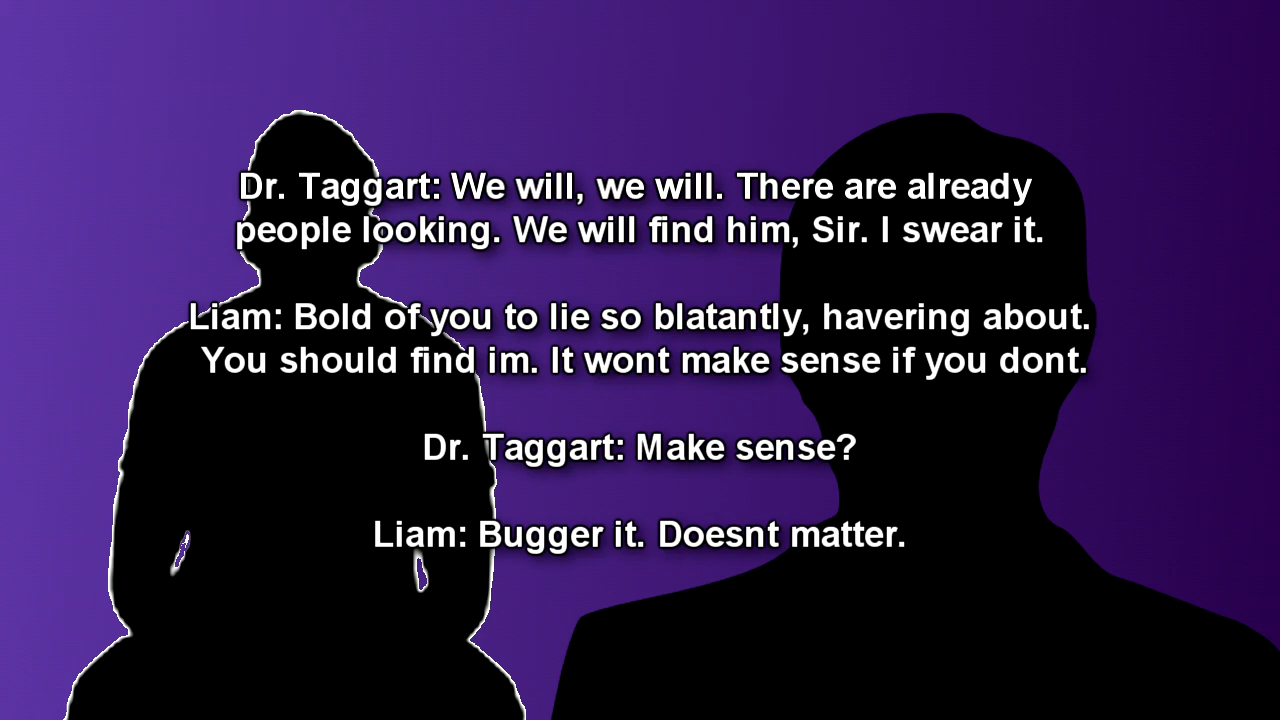 Dr. Taggart: We will, we will. There are already
people looking. We will find him, Sir. I swear it.
Liam: Bold of you to lie so blatantly, havering about.
You should find im. It wont make sense if you dont.
Dr. Taggart: Make sense?
Liam: Bugger it. Doesnt matter.